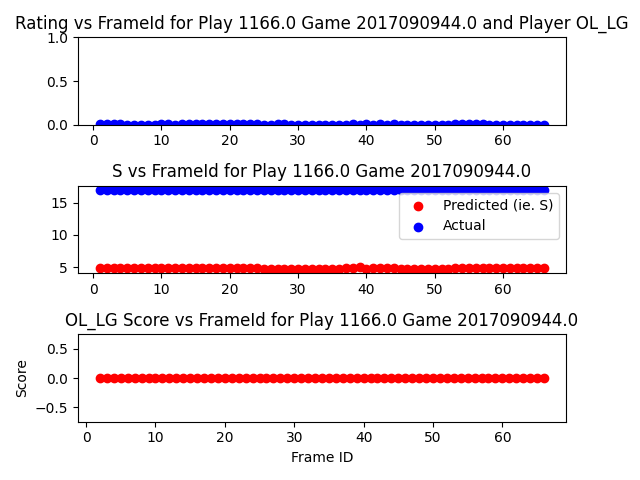 Rating vs FrameId for Play 1166.0 Game 2017090944.0 and Player OL_LG
1.0
0.5
0.0
0 10 20 30 40 50 60
S vs FrameId for Play 1166.0 Game 2017090944.0
15
10
5
Predicted (ie. S)
Actual
0 10 20 30 40 50 60
OL_LG Score vs FrameId for Play 1166.0 Game 2017090944.0
Score
0.5
0.0
−0.5
0 10 20 30 40 50 60
Frame ID